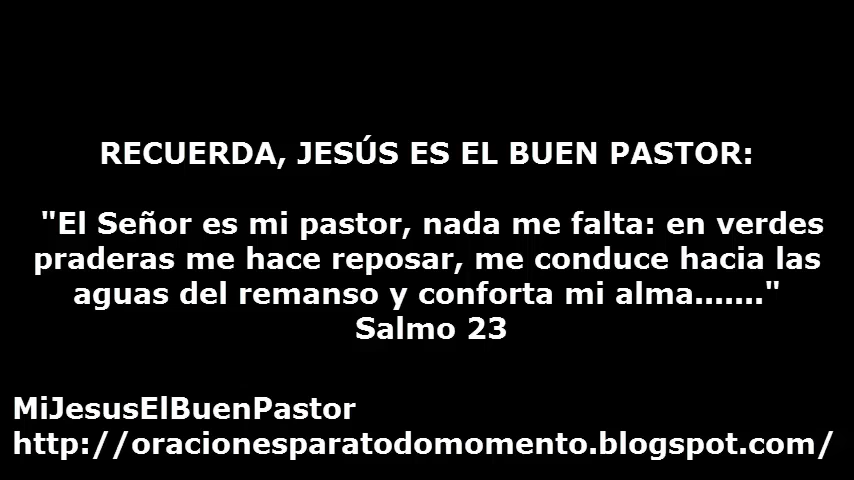 RECUERDA, JESÚS ES EL BUEN PASTOR:
"El Señor es mi pastor, nada me falta: en verdes
praderas me hace reposar, me conduce hacia las
aguas del remanso y conforta mi alma......."
Salmo 23
MiJesusElBuenPastor
http://oracionesparatodomomento.blogspot.com/